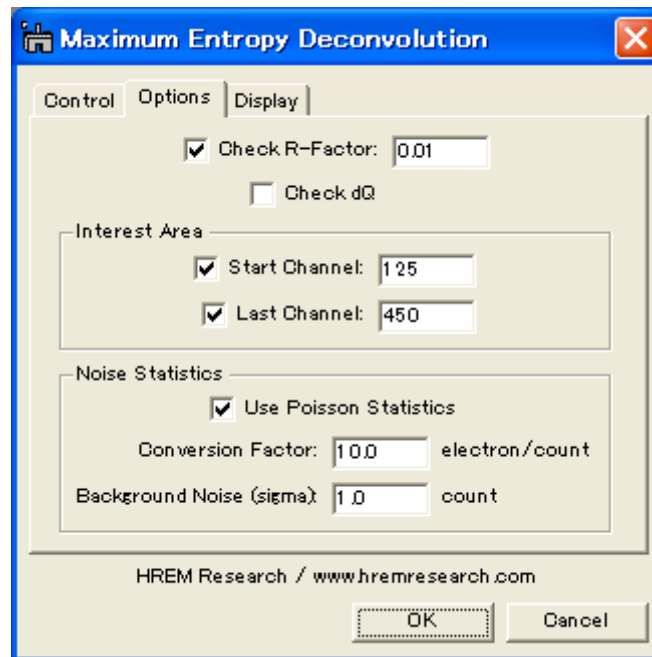 Maximum Entropy Deconvolution
Control Options Display
Check R-Factor: 0.01
Check dQ
Interest Area
Start Channel: 125
Last Channel: 450
Noise Statistics
Use Poisson Statistics
Conversion Factor: 10.0 electron/count
Background Noise (sigma): 1.0 count
HREM Research / www.hremresearch.com
OK Cancel